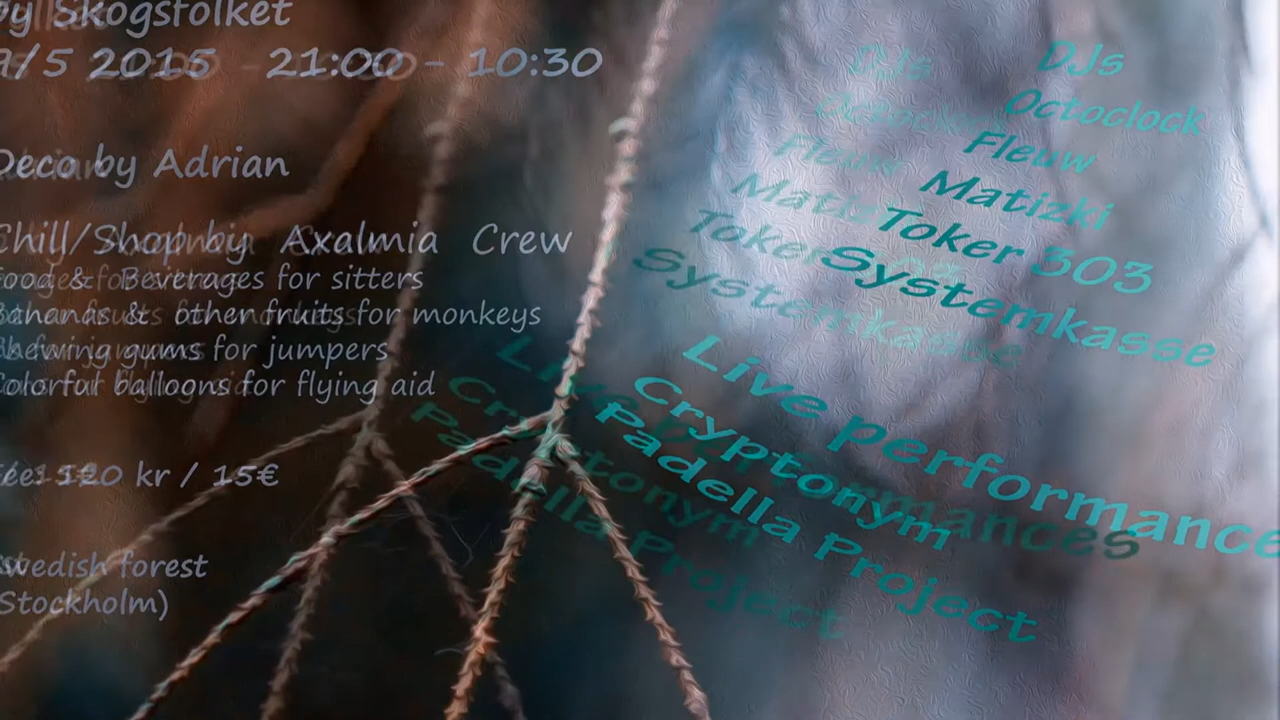 by Skogsfolket
9/5 2015 - 21:00 - 10:30
Deco by Adrian
Chill/Shop by Axalmia Crew
Food & Beverages for sitters
Bananas & other fruits for monkeys
Chewing gums for jumpers
Colorful balloons for flying aid
Fee: 120 kr / 15€
Swedish forest
(Stockholm)
DJs
Octoclock
Fleuw
Matizki
Toker 303
Systemkasse
Live performances
Cryptonym
Padella Project